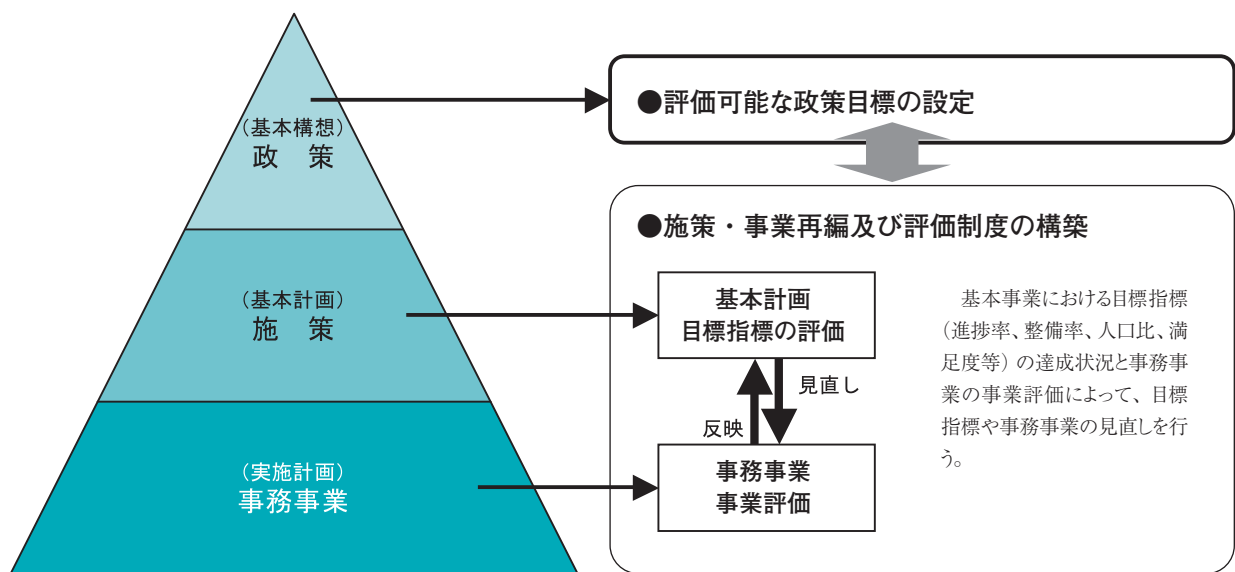 (基本構想)
政 策
(基本計画)
施 策
(実施計画)
事務事業
●評価可能な政策目標の設定
●施策・事業再編及び評価制度の構築
基本計画
目標指標の評価
見直し
反映
事務事業
事業評価
基本事業における目標指標
(進捗率、整備率、人口比、満
足度等)の達成状況と事務事
業の事業評価によって、目標
指標や事務事業の見直しを行
う。